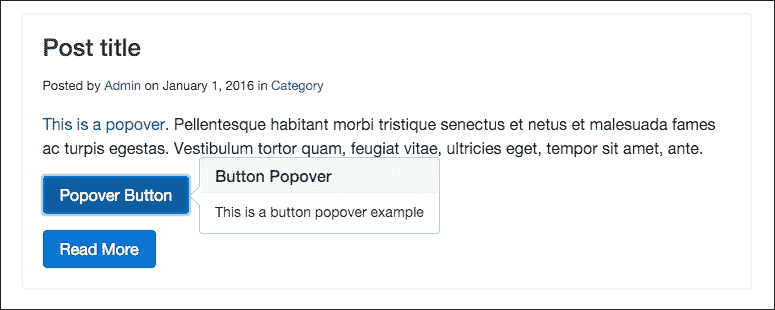 Post title
Posted by Admin on January 1, 2016 in Category
This is a popover. Pellentesque habitant morbi tristique senectus et netus et malesuada fames
ac turpis egestas. Vestibulum tortor quam, feugiat vitae, ultricies eget, tempor sit amet, ante.
Popover Button
Button Popover
This is a button popover example
Read More